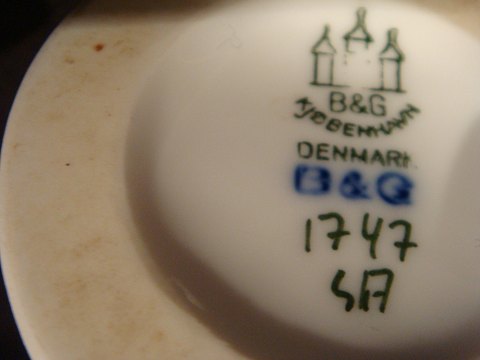 B&G
KJØBENHAVN
DENMARK
B&G
1747
SA